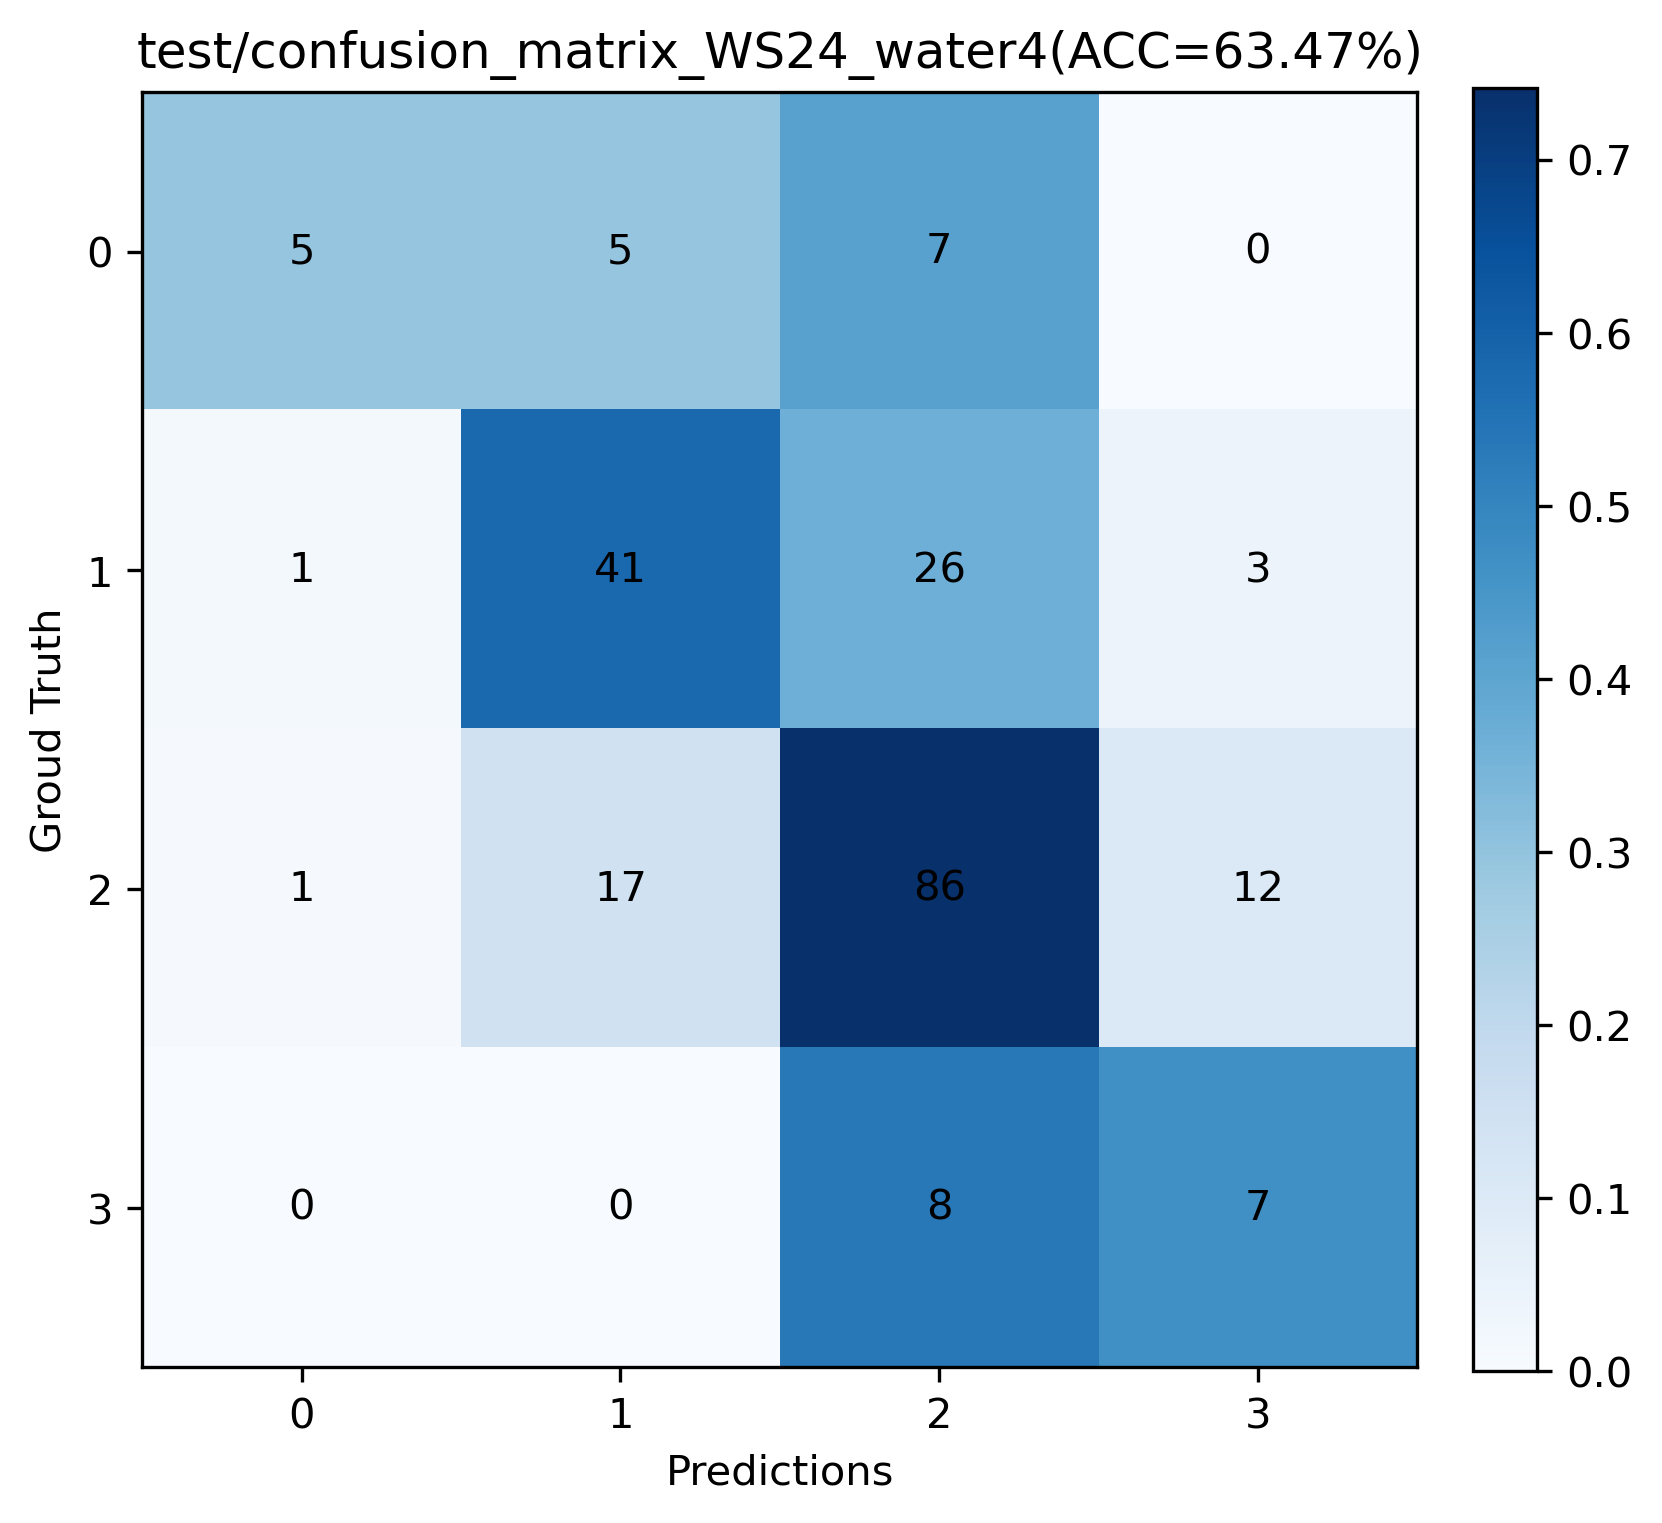 test/confusion_matrix_WS24_water4(ACC=63.47%)
0 5 5 7 0
1 1 41 26 3
2 1 17 86 12
3 0 0 8 7
0 1 2 3
Predictions
Groud Truth
0.7
0.6
0.5
0.4
0.3
0.2
0.1
0.0